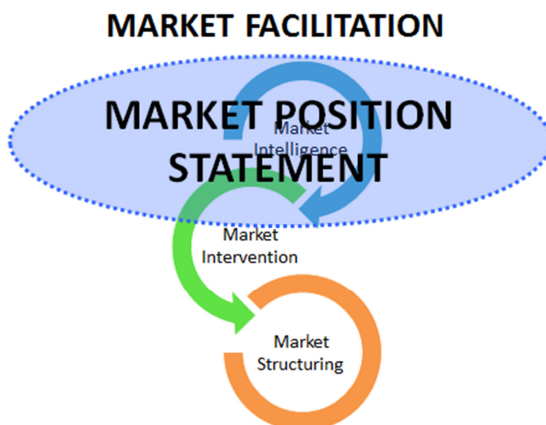 MARKET FACILITATION
MARKET POSITION
Market
Intelligence
STATEMENT
Market
Intervention
Market
Structuring